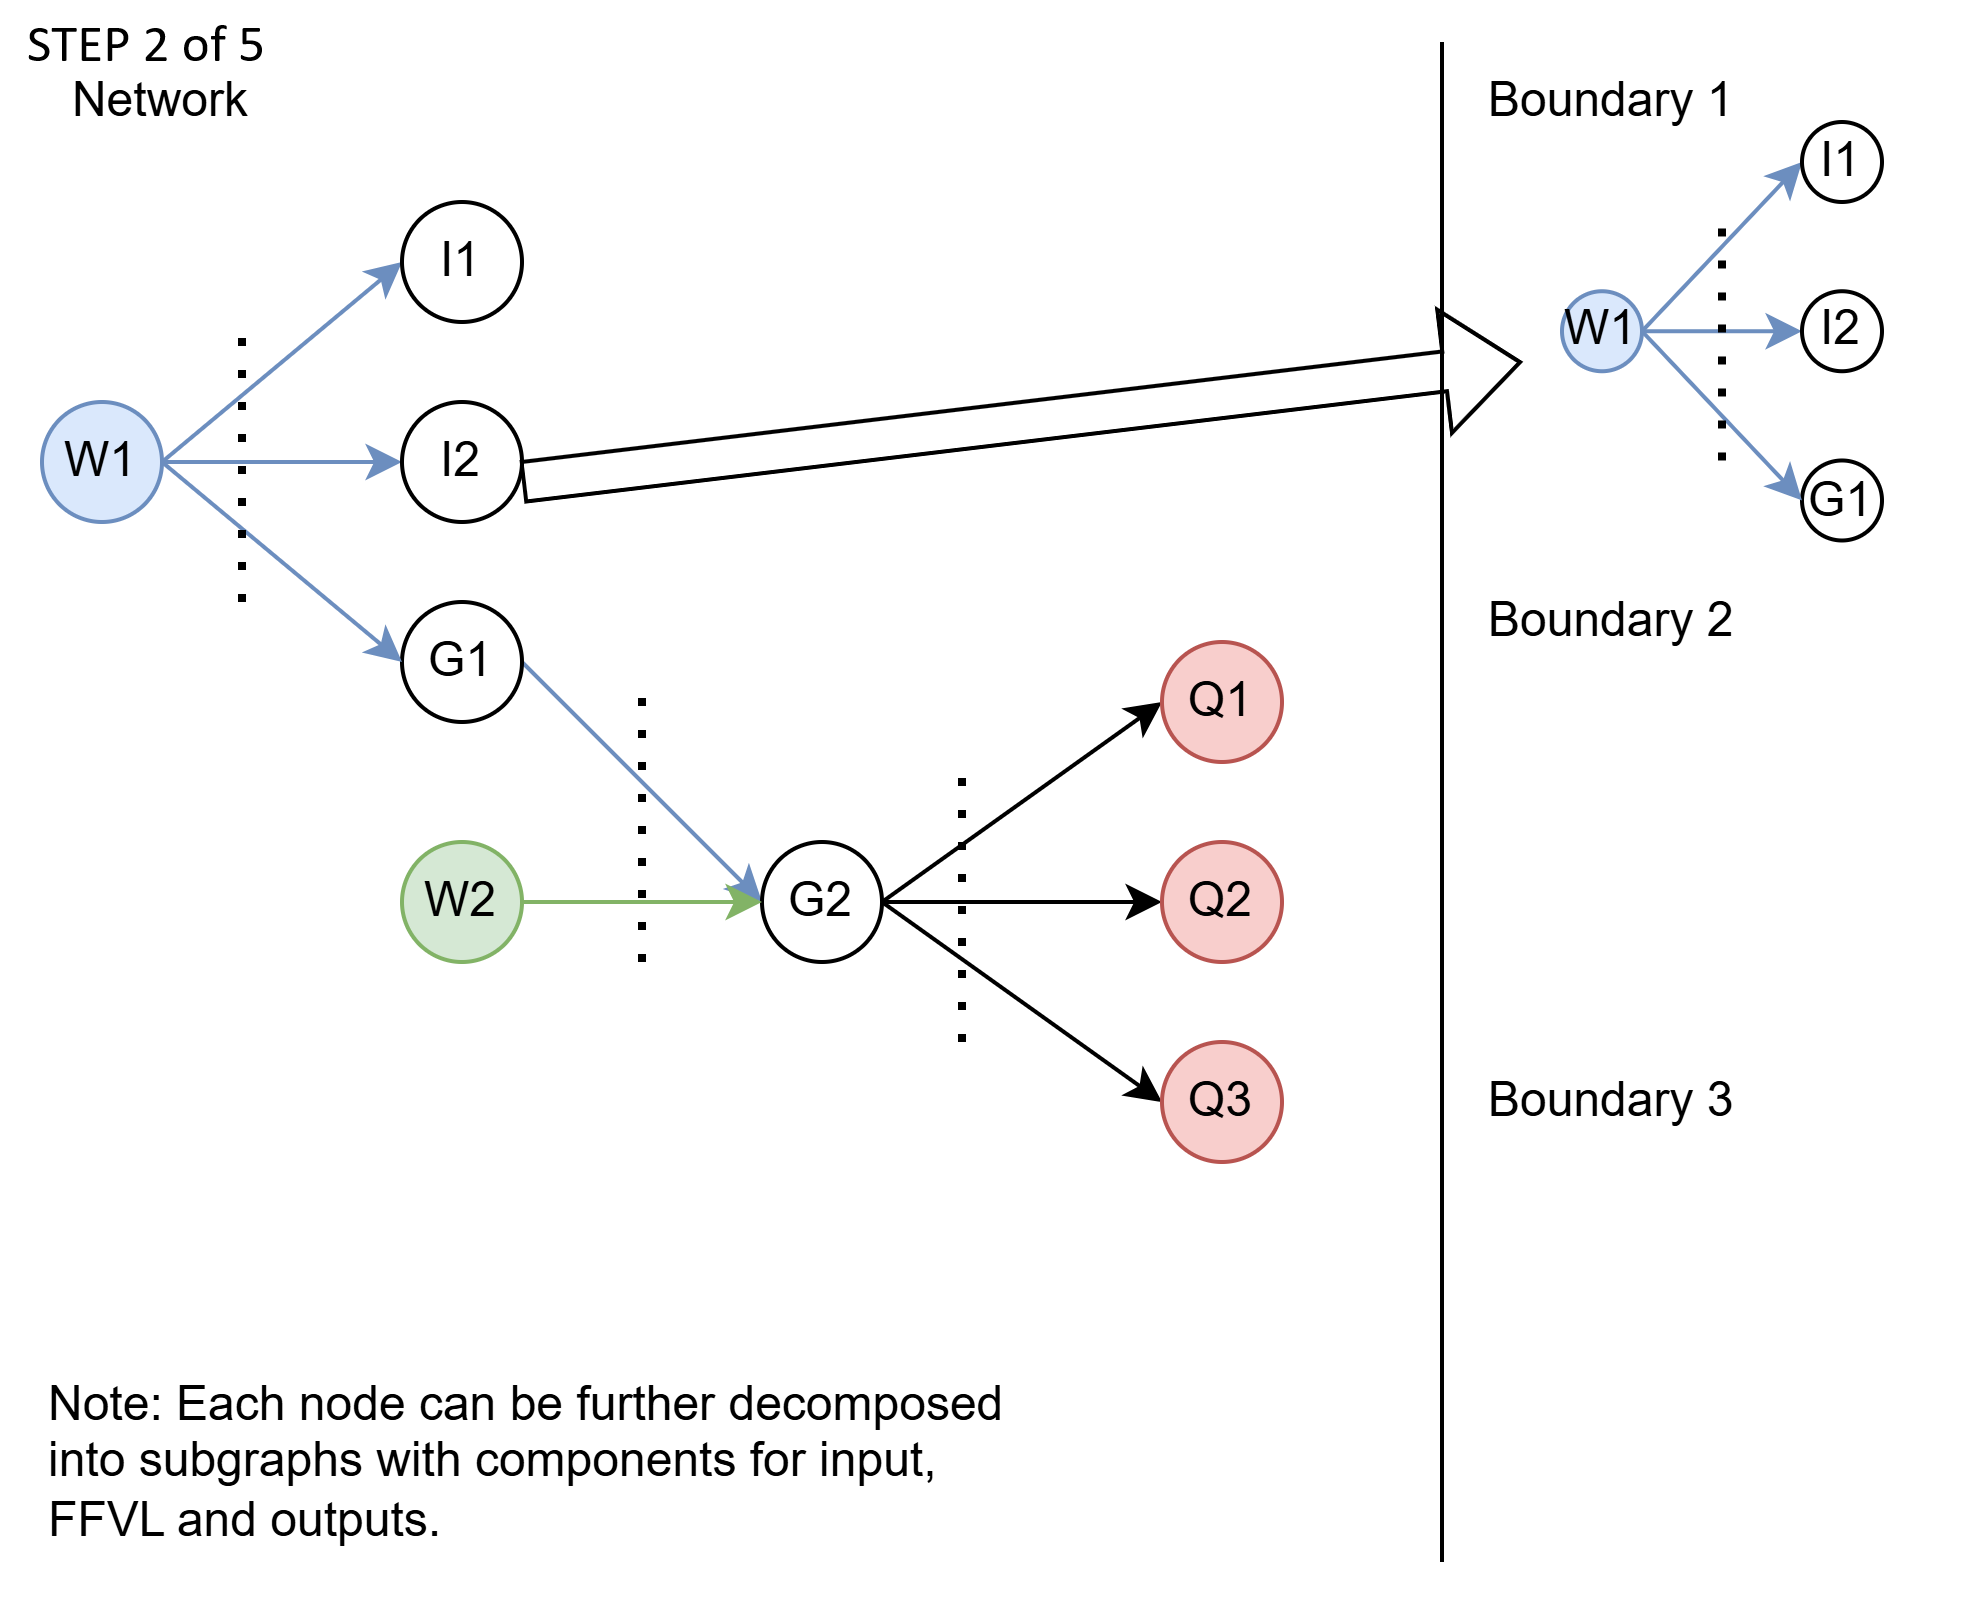 STEP 2 of 5
Network
Boundary 1
I1
I1
W1
I2
W1
I2
G1
Boundary 2
G1
Q1
W2
G2
Q2
Boundary 3
Q3
Note: Each node can be further decomposed
into subgraphs with components for input,
FFVL and outputs.